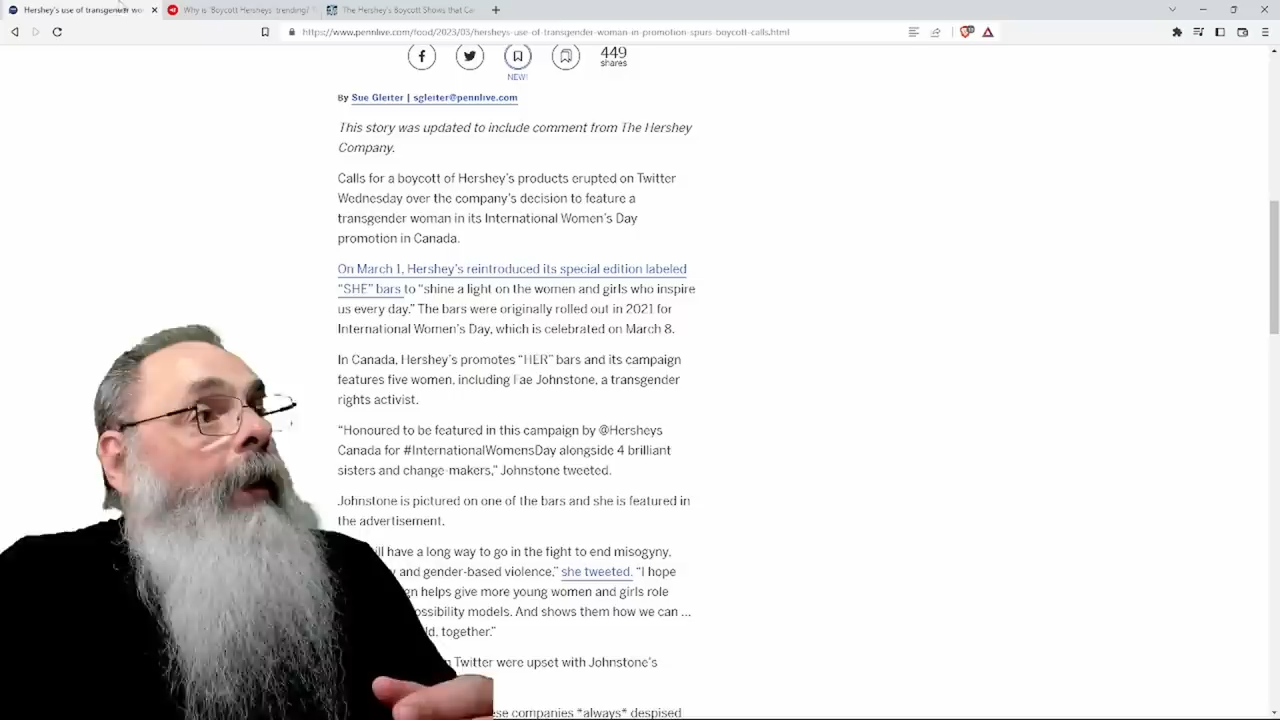 Hershey's use of transgender wo
Why is 'Boycott Hersheys' trending?
The Hershey's Boycott Shows that Ca
https://www.pennlive.com/food/2023/03/hersheys-use-of-transgender-woman-in-promotion-spurs-boycott-calls.html
449
shares
NEW!
By Sue Gleiter | sgleiter@pennlive.com
This story was updated to include comment from The Hershey
Company.
Calls for a boycott of Hershey's products erupted on Twitter
Wednesday over the company's decision to feature a
transgender woman in its International Women's Day
promotion in Canada.
On March 1, Hershey's reintroduced its special edition labeled
“SHE” bars to “shine a light on the women and girls who inspire
us every day.” The bars were originally rolled out in 2021 for
International Women's Day, which is celebrated on March 8.
In Canada, Hershey's promotes “HER” bars and its campaign
features five women, including Fae Johnstone, a transgender
rights activist.
“Honoured to be featured in this campaign by @Hersheys
Canada for #InternationalWomensDay alongside 4 brilliant
sisters and change-makers,” Johnstone tweeted.
Johnstone is pictured on one of the bars and she is featured in
the advertisement.
ill have a long way to go in the fight to end misogyny,
y and gender-based violence,” she tweeted. “I hope
gn helps give more young women and girls role
ossibility models. And shows them how we can ...
ld, together.”
n Twitter were upset with Johnstone's
ese companies *always* despised